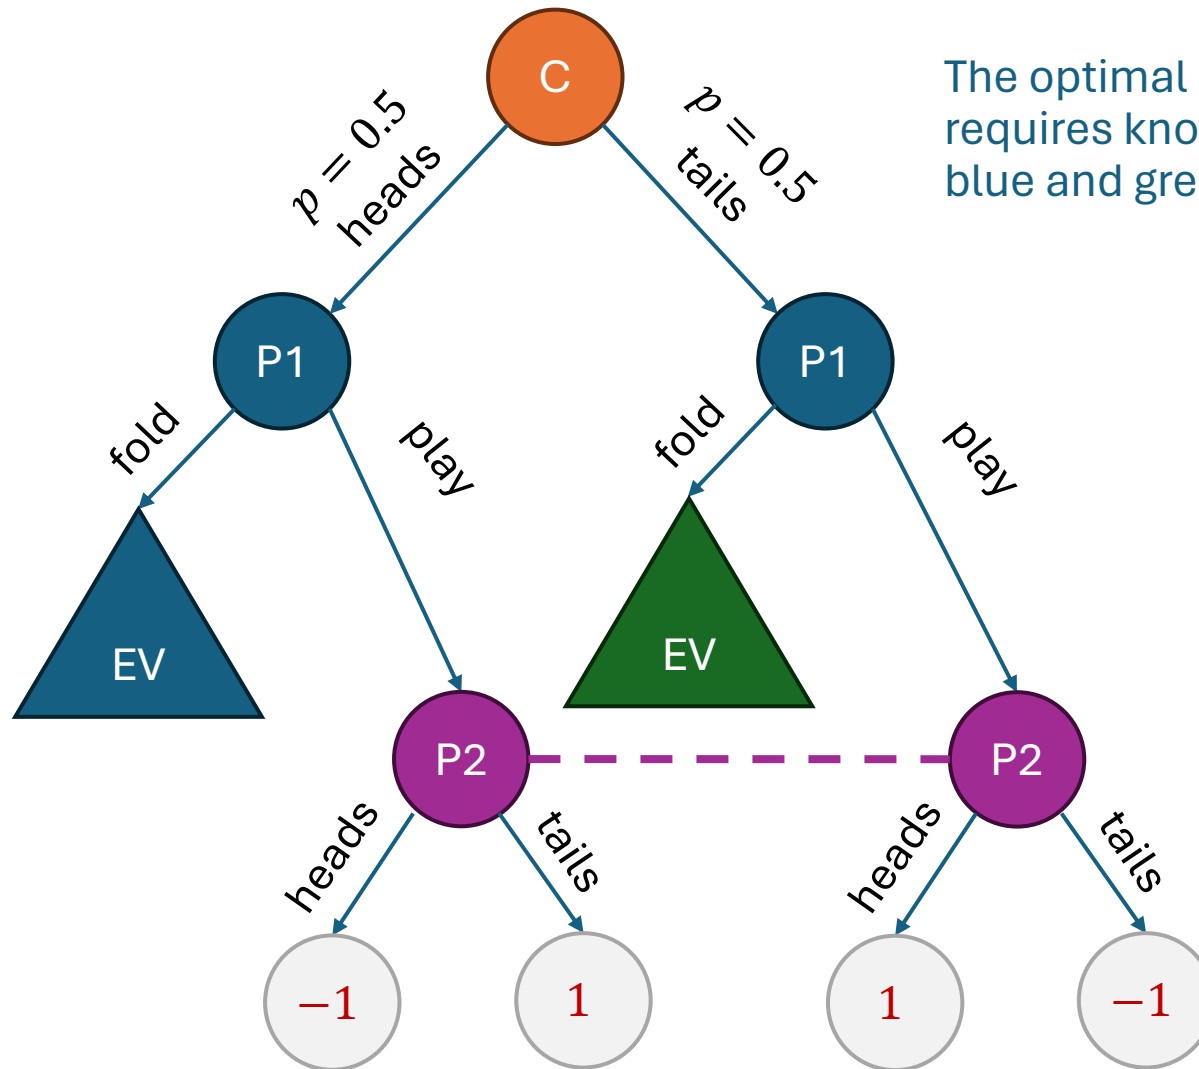 C
The optimal
requires kno
blue and gre
p = 0.5
heads
p = 0.5
tails
P1
P1
fold
play
fold
play
EV
EV
P2
P2
heads
tails
heads
tails
−1
1
1
−1